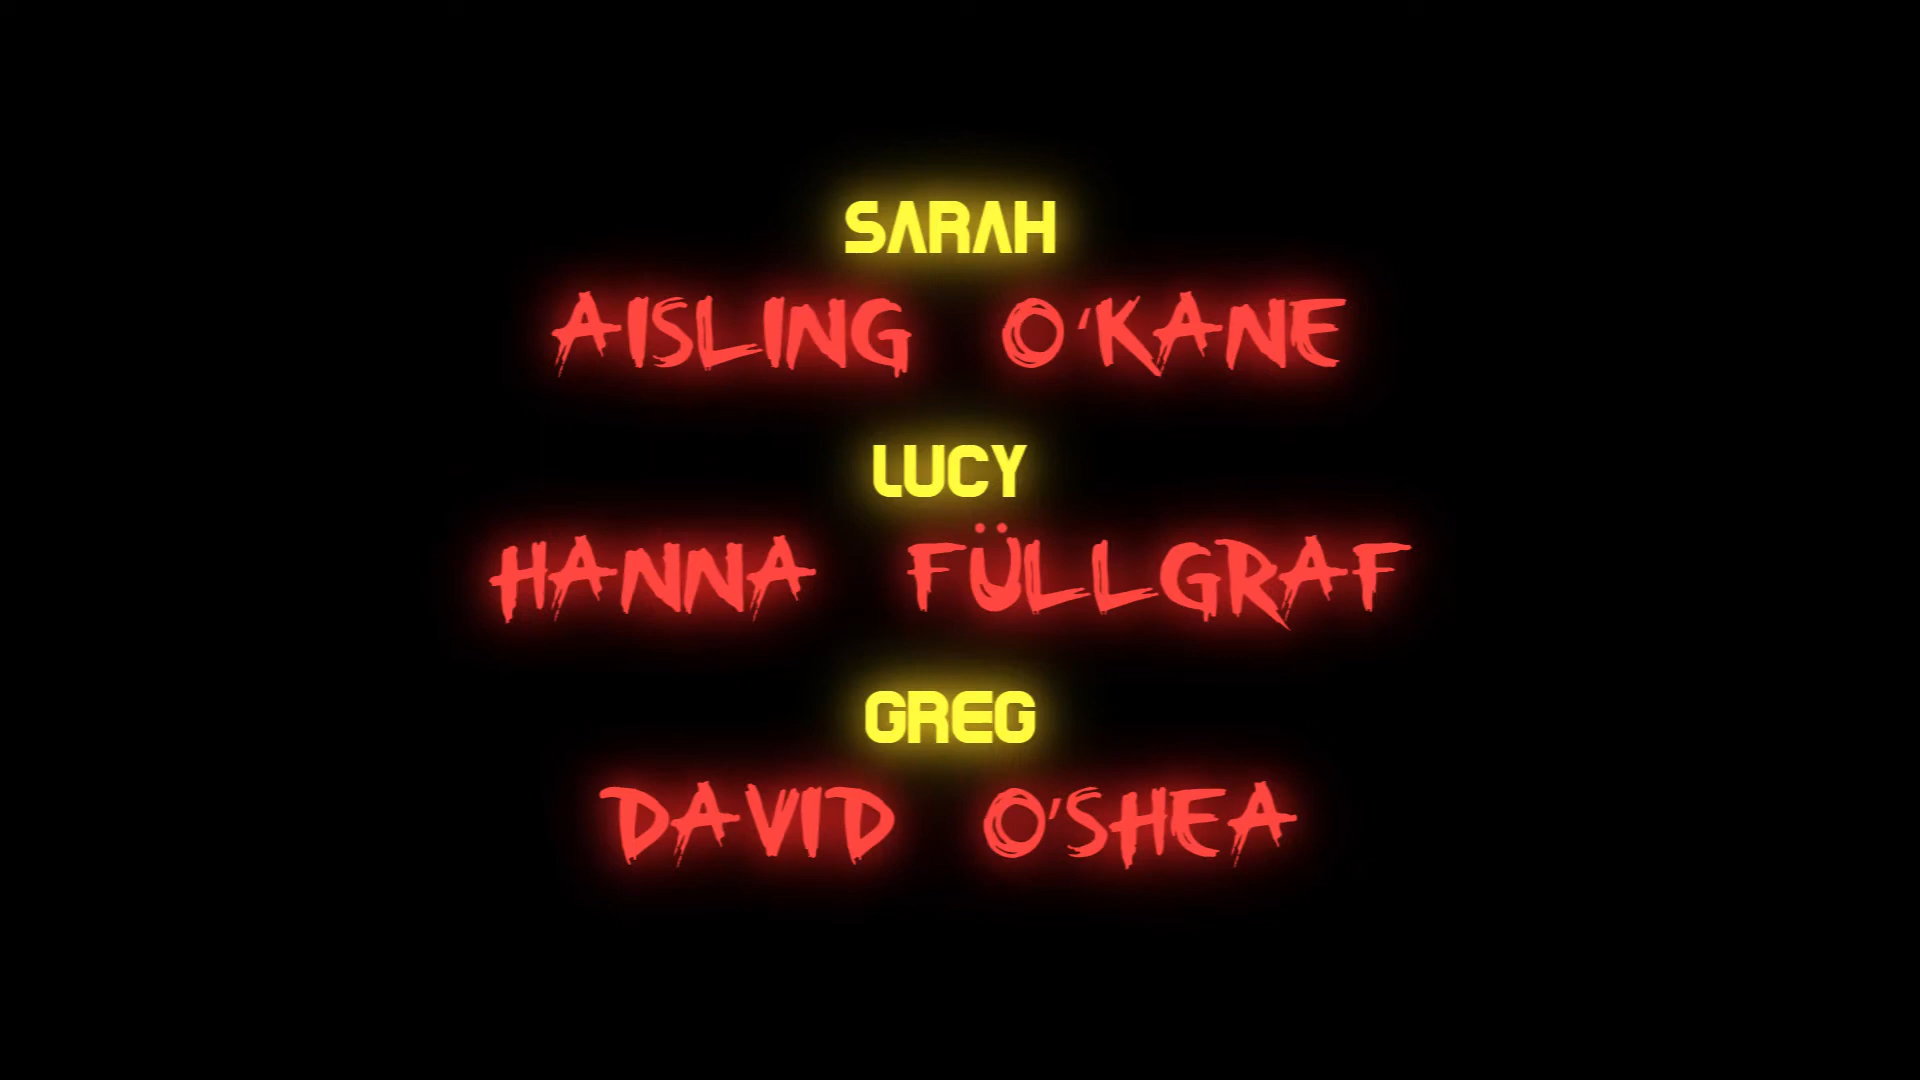 SARAH
AISLING O'KANE
LUCY
HANNA FÜLLGRAF
GREG
DAVID O'SHEA